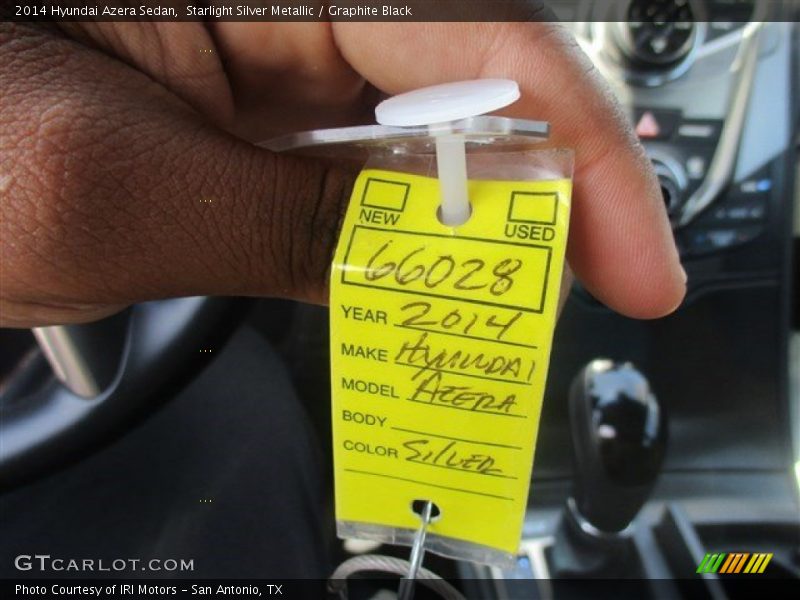 2014 Hyundai Azera Sedan,  Starlight Silver Metallic / Graphite Black
NEW USED
66028
YEAR 2014
MAKE HYUNDAI
MODEL AZERA
BODY
COLOR SILVER
GTCARLOT.COM
Photo Courtesy of IRI Motors – San Antonio, TX